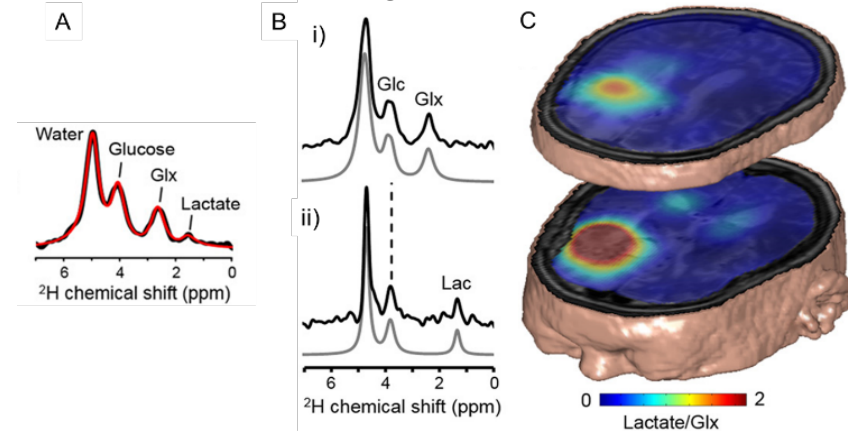 A
Water
Glucose
Glx
Lactate
6 4 2 0
²H chemical shift (ppm)
B
i)
Glc
Glx
ii)
Lac
6 4 2 0
²H chemical shift (ppm)
C
0 2
Lactate/Glx